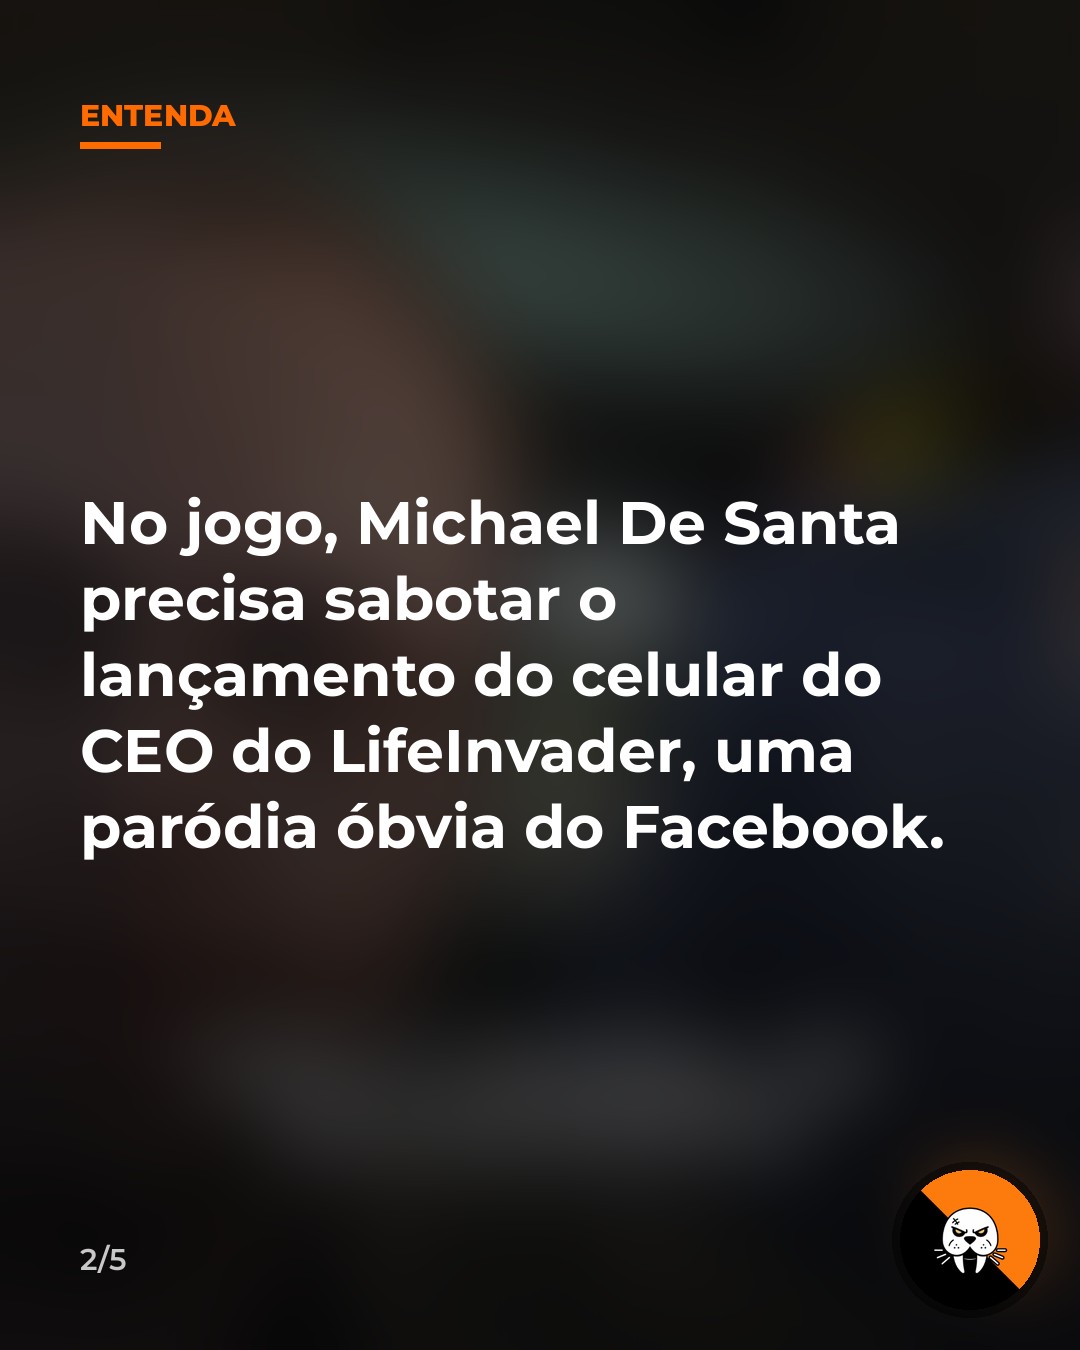 ENTENDA
No jogo, Michael De Santa
precisa sabotar o
lançamento do celular do
CEO do LifeInvader, uma
paródia óbvia do Facebook.
2/5